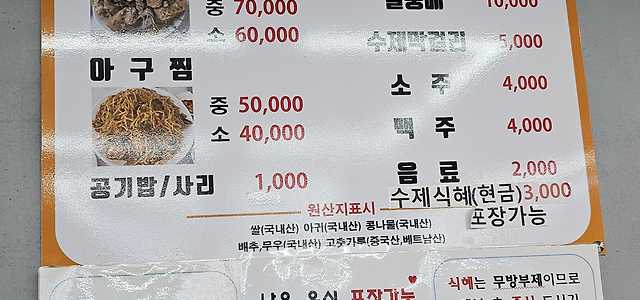 중 70,000
소 60,000
아구찜
중 50,000
소 40,000
공기밥/사리 1,000
10,000
수제막걸리 5,000
소주 4,000
맥주 4,000
음료 2,000
수제식혜(현금)3,000
포장가능
원산지표시
쌀(국내산) 아귀(국내산) 콩나물(국내산)
배추,무우(국내산) 고춧가루(중국산,베트남산)
포장가능
식혜는 무방부제이므로